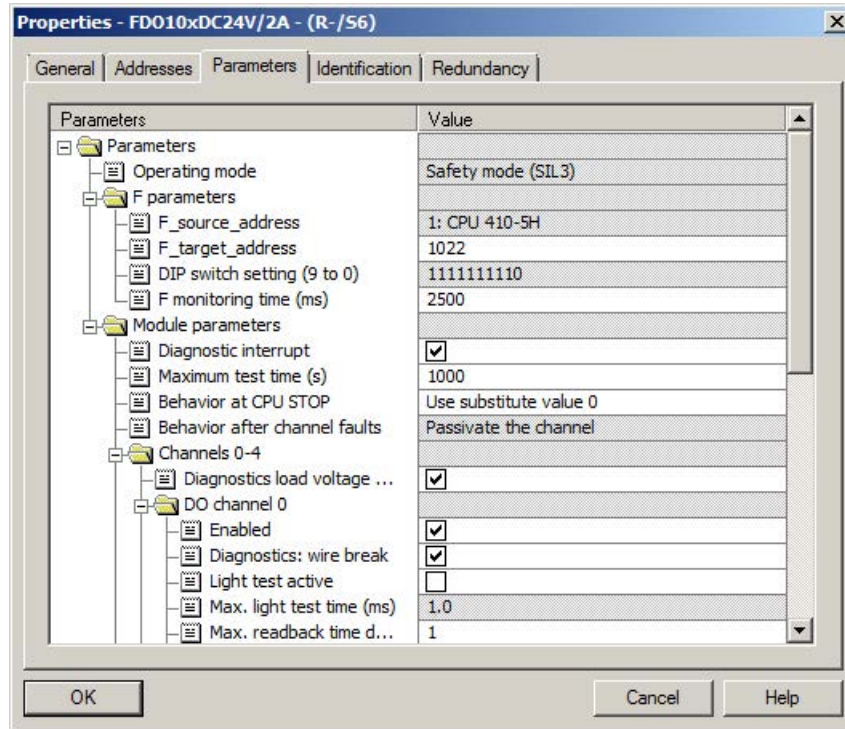 Properties - FDO10xDC24V/2A - (R-/S6)
General Addresses Parameters Identification Redundancy
Parameters Value
Parameters
Operating mode Safety mode (SIL3)
F parameters
F_source_address 1: CPU 410-5H
F_target_address 1022
DIP switch setting (9 to 0) 1111111110
F monitoring time (ms) 2500
Module parameters
Diagnostic interrupt
Maximum test time (s) 1000
Behavior at CPU STOP Use substitute value 0
Behavior after channel faults Passivate the channel
Channels 0-4
Diagnostics load voltage ...
DO channel 0
Enabled
Diagnostics: wire break
Light test active
Max. light test time (ms) 1.0
Max. readback time d... 1
OK Cancel Help